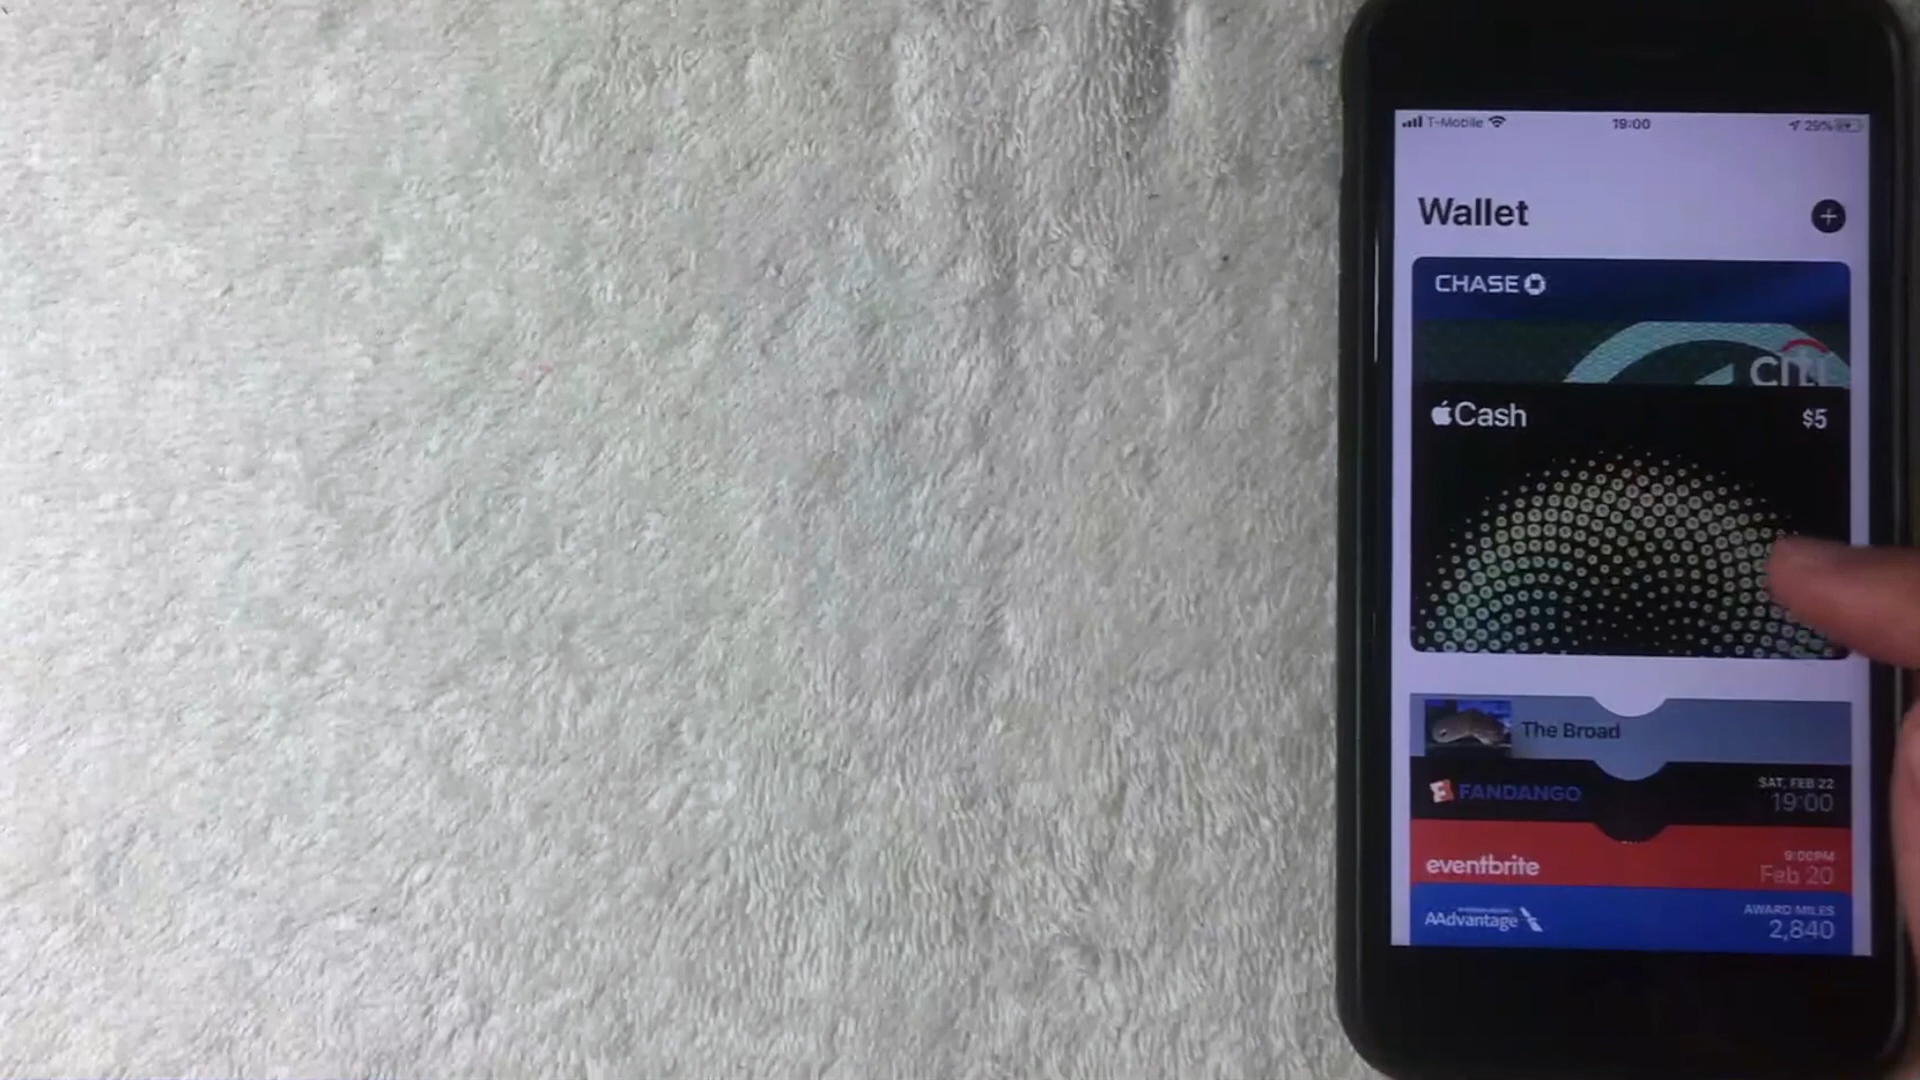 T-Mobile 19:00 29%
Wallet
CHASE
citi
Cash $5
The Broad
FANDANGO
SAT, FEB 22
19:00
eventbrite
9:00PM
Feb 20
AAdvantage
AWARD MILES
2,840